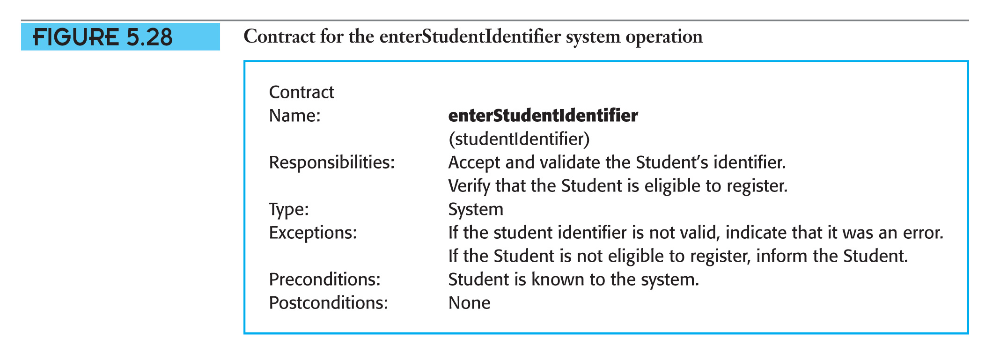 FIGURE 5.28 Contract for the enterStudentIdentifier system operation
Contract
Name: enterStudentIdentifier
(studentIdentifier)
Responsibilities: Accept and validate the Student’s identifier.
Verify that the Student is eligible to register.
Type: System
Exceptions: If the student identifier is not valid, indicate that it was an error.
If the Student is not eligible to register, inform the Student.
Preconditions: Student is known to the system.
Postconditions: None